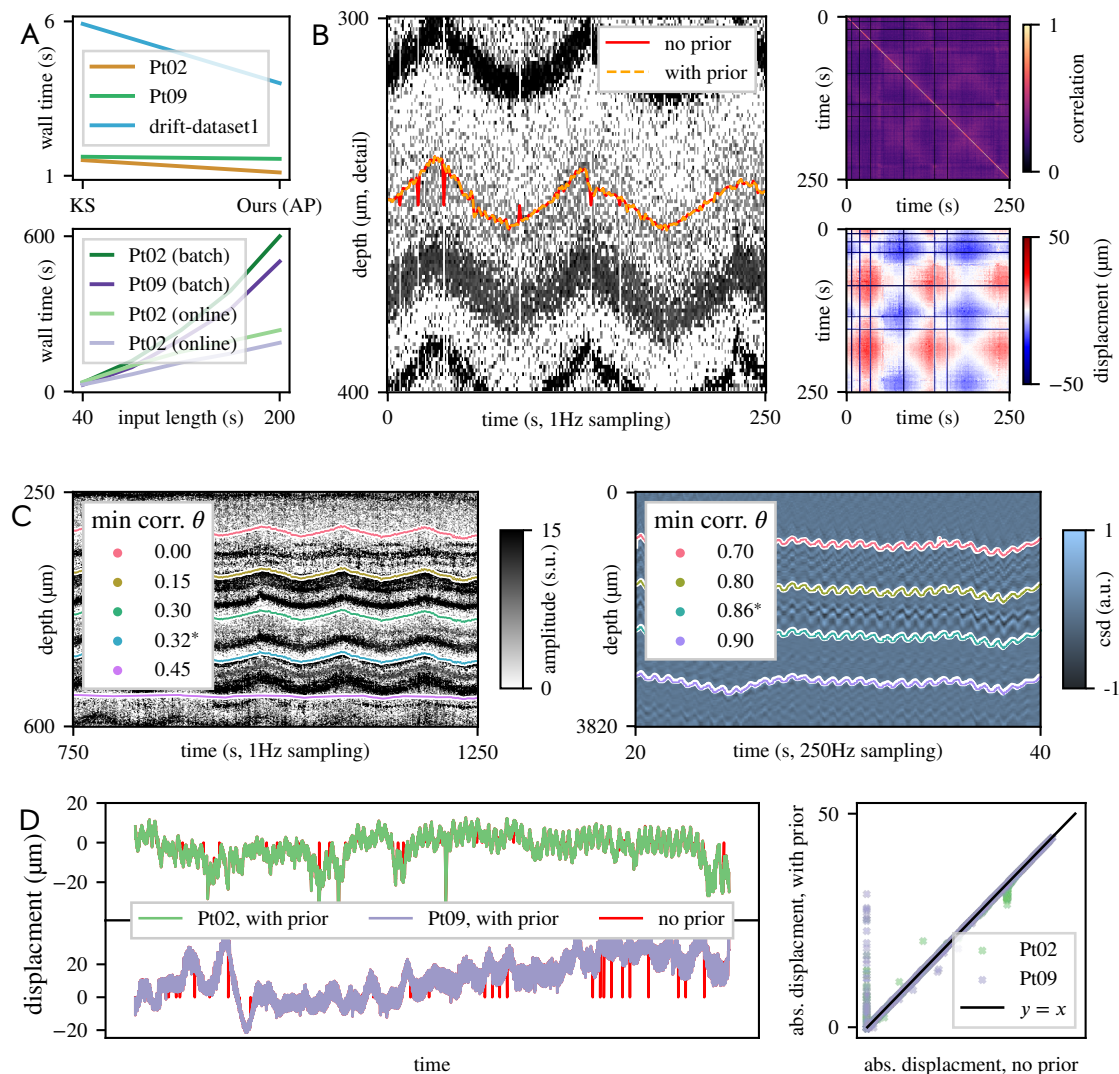 A
6
wall time (s)
1
Pt02
Pt09
drift-dataset1
KS
Ours (AP)
600
wall time (s)
0
Pt02 (batch)
Pt09 (batch)
Pt02 (online)
Pt02 (online)
40
input length (s)
200
B
300
depth (µm, detail)
400
no prior
with prior
0
time (s, 1Hz sampling)
250
0
time (s)
250
0
time (s)
250
1
correlation
0
0
time (s)
250
0
time (s)
250
50
displacment (µm)
−50
C
250
depth (µm)
600
min corr. θ
0.00
0.15
0.30
0.32*
0.45
750
time (s, 1Hz sampling)
1250
15
amplitude (s.u.)
0
0
depth (µm)
3820
min corr. θ
0.70
0.80
0.86*
0.90
20
time (s, 250Hz sampling)
40
1
csd (a.u.)
-1
D
displacment (µm)
20
0
−20
Pt02, with prior
Pt09, with prior
no prior
20
0
−20
time
50
abs. displacment, with prior
0
Pt02
Pt09
y = x
abs. displacment, no prior